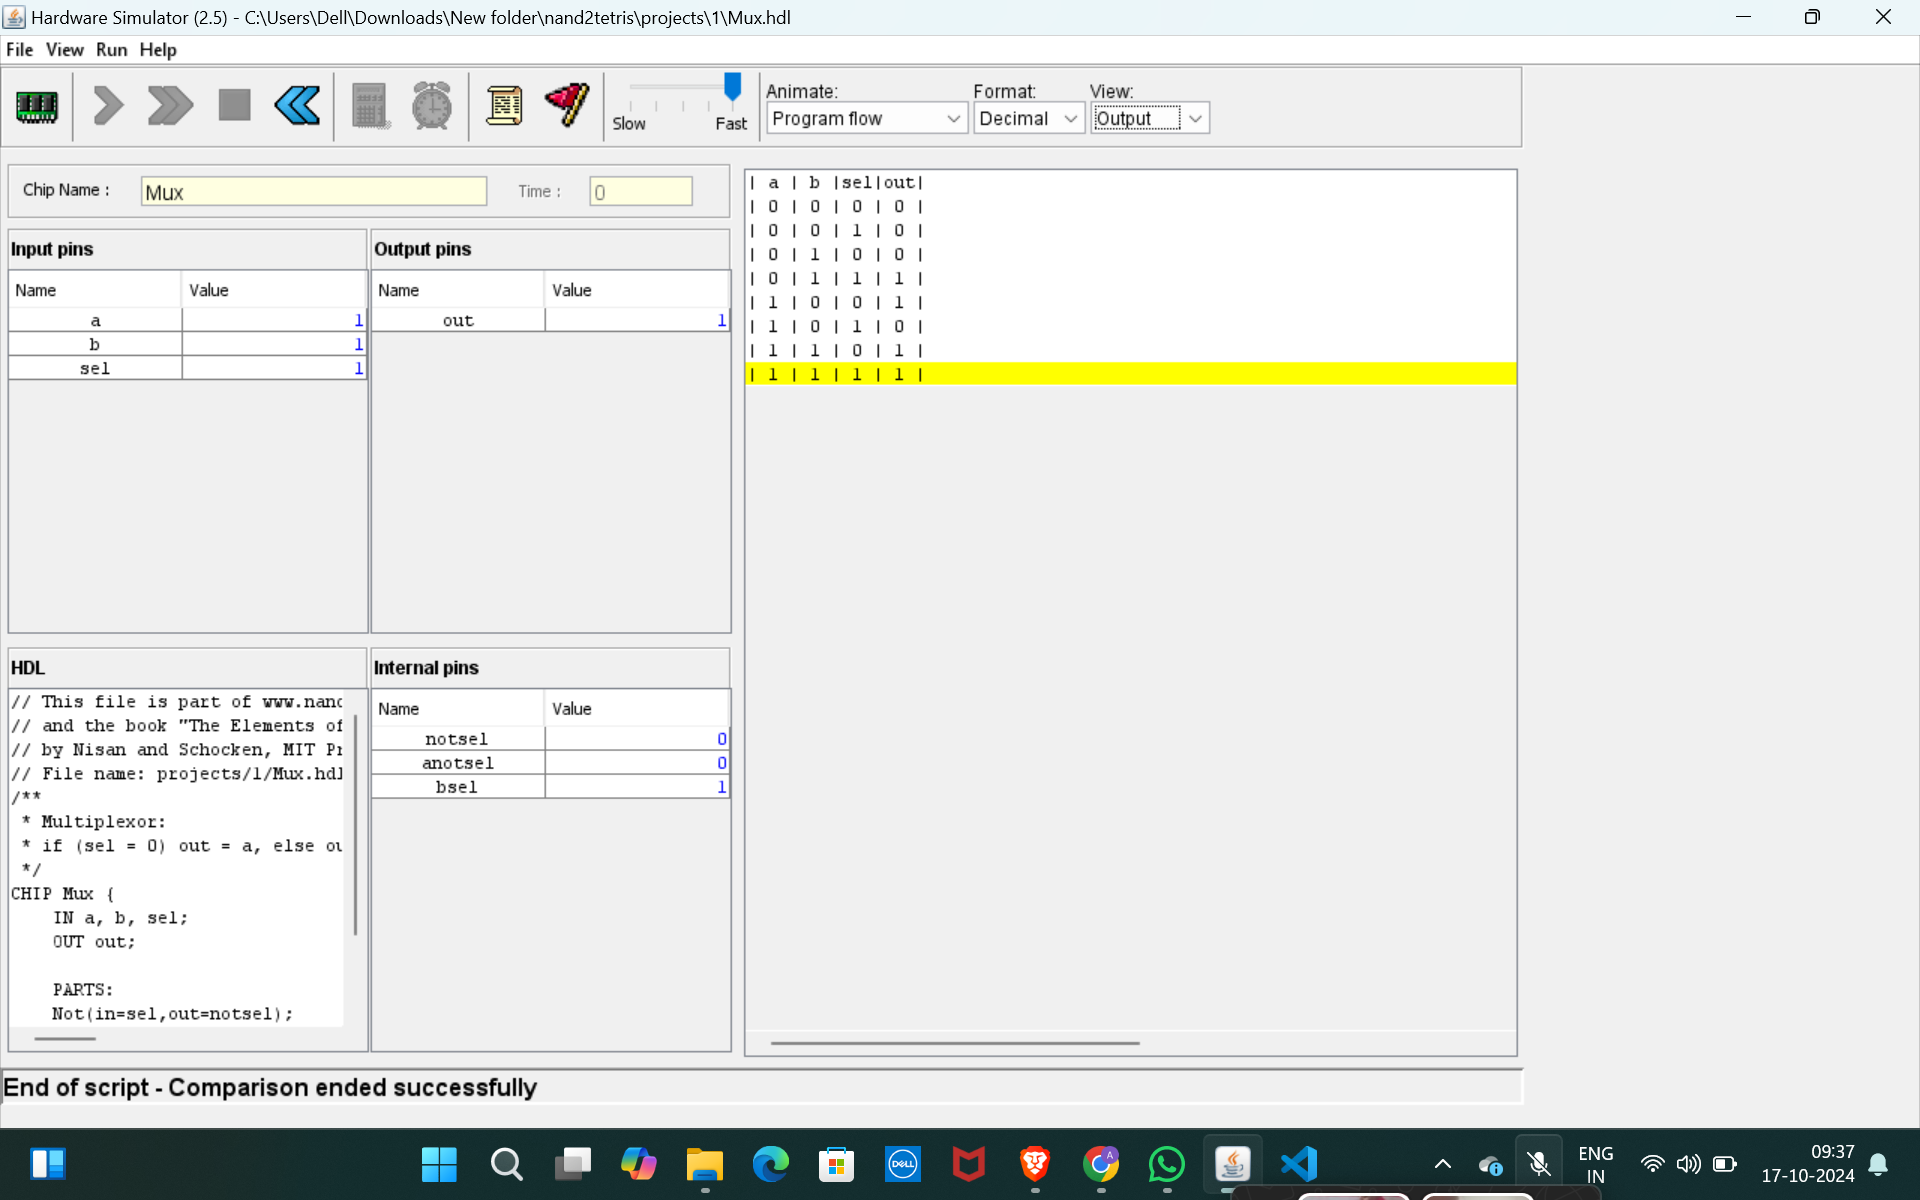 Hardware Simulator (2.5) - C:\Users\Dell\Downloads\New folder\nand2tetris\projects\1\Mux.hdl
File View Run Help
Slow Fast
Animate: Format: View:
Program flow Decimal Output
Chip Name : Mux Time : 0
Input pins
Name Value
a 1
b 1
sel 1
Output pins
Name Value
out 1
| a | b |sel|out|
| 0 | 0 | 0 | 0 |
| 0 | 0 | 1 | 0 |
| 0 | 1 | 0 | 0 |
| 0 | 1 | 1 | 1 |
| 1 | 0 | 0 | 1 |
| 1 | 0 | 1 | 0 |
| 1 | 1 | 0 | 1 |
| 1 | 1 | 1 | 1 |
HDL
// This file is part of www.nand
// and the book "The Elements of
// by Nisan and Schocken, MIT Pr
// File name: projects/1/Mux.hdl
/**
* Multiplexor:
* if (sel = 0) out = a, else ou
*/
CHIP Mux {
IN a, b, sel;
OUT out;
PARTS:
Not(in=sel,out=notsel);
Internal pins
Name Value
notsel 0
anotsel 0
bsel 1
End of script - Comparison ended successfully
DELL
A
ENG
IN
09:37
17-10-2024